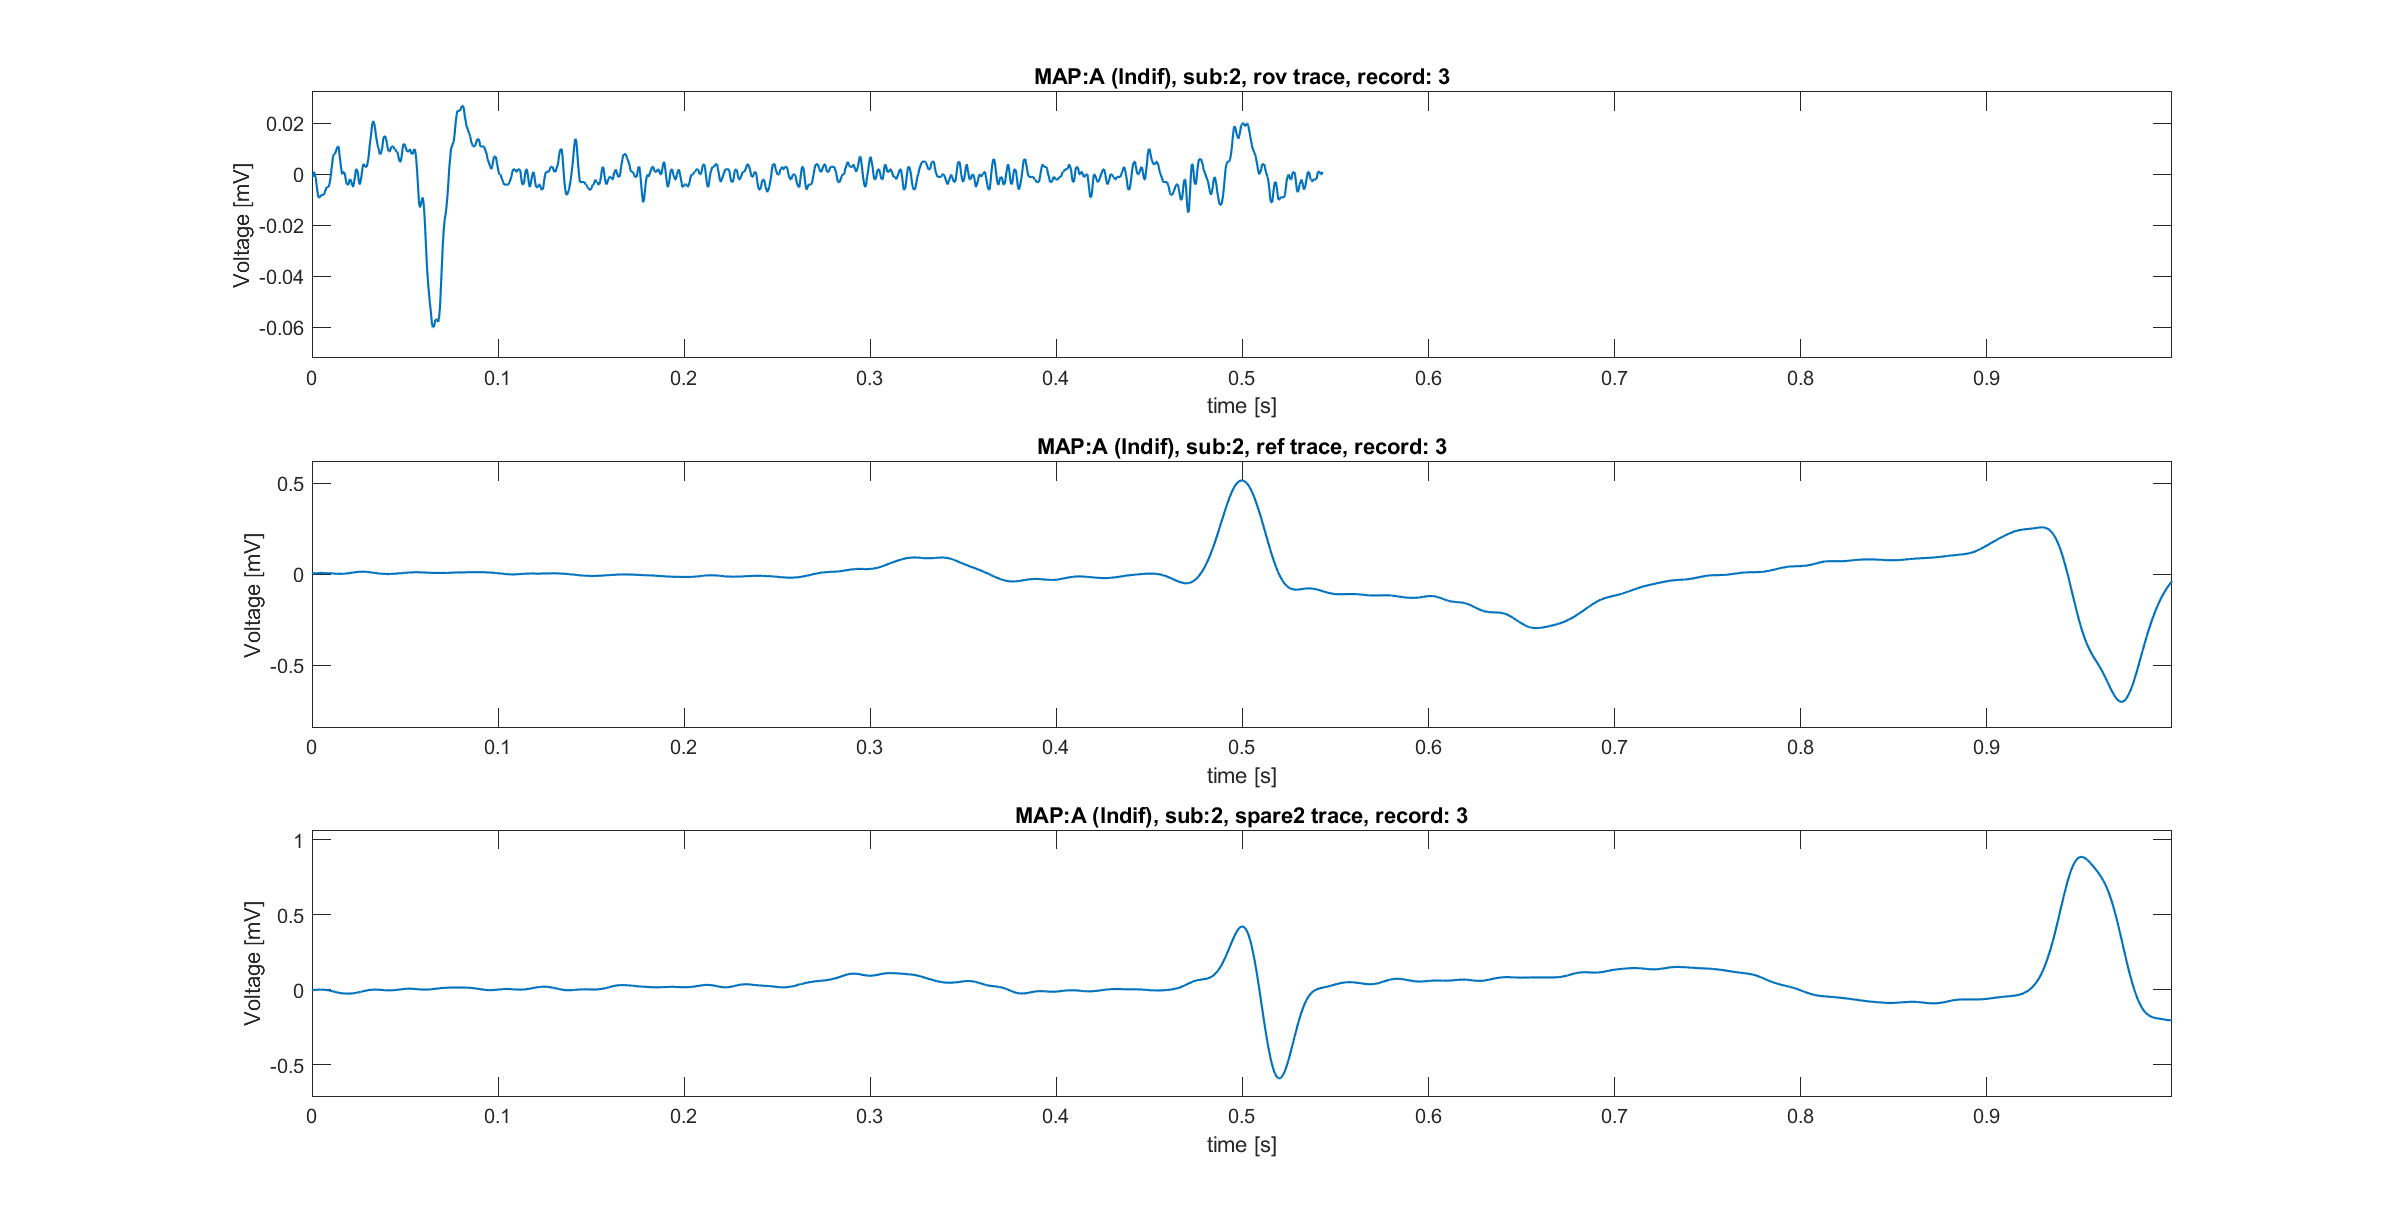 MAP:A (Indif), sub:2, rov trace, record: 3
Voltage [mV]
0.02
0
-0.02
-0.04
-0.06
0 0.1 0.2 0.3 0.4 0.5 0.6 0.7 0.8 0.9
time [s]
MAP:A (Indif), sub:2, ref trace, record: 3
Voltage [mV]
0.5
0
-0.5
0 0.1 0.2 0.3 0.4 0.5 0.6 0.7 0.8 0.9
time [s]
MAP:A (Indif), sub:2, spare2 trace, record: 3
Voltage [mV]
1
0.5
0
-0.5
0 0.1 0.2 0.3 0.4 0.5 0.6 0.7 0.8 0.9
time [s]